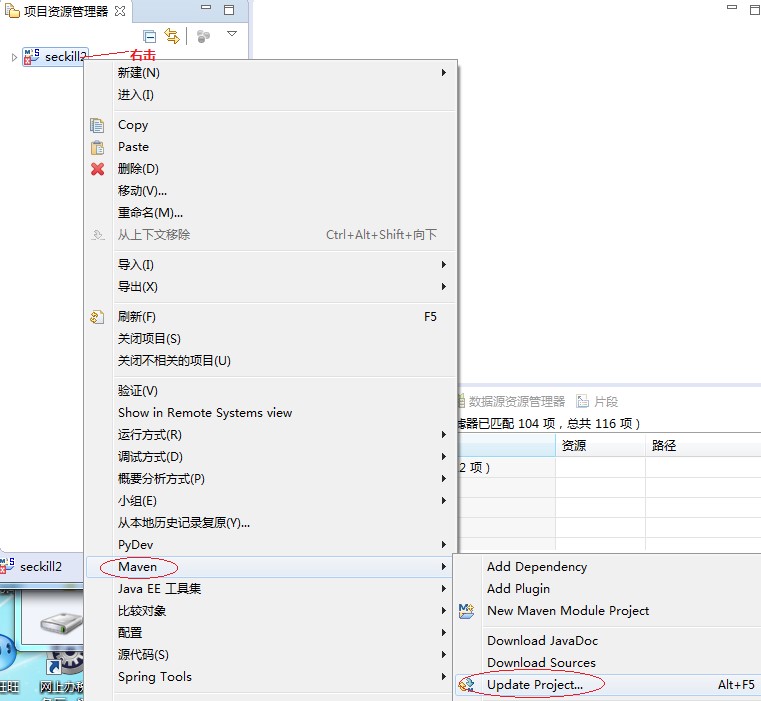 项目资源管理器
seckill2
右击
新建(N)
进入(I)
Copy
Paste
删除(D)
移动(V)...
重命名(M)...
从上下文移除 Ctrl+Alt+Shift+向下
导入(I)
导出(X)
刷新(F) F5
关闭项目(S)
关闭不相关的项目(U)
数据源资源管理器 片段
滤器已匹配 104 项，总共 116 项）
资源 路径
2 项）
验证(V)
Show in Remote Systems view
运行方式(R)
调试方式(D)
概要分析方式(P)
小组(E)
从本地历史记录复原(Y)...
PyDev
Maven
Java EE 工具集
比较对象
配置
源代码(S)
Spring Tools
Add Dependency
Add Plugin
New Maven Module Project
Download JavaDoc
Download Sources
Update Project... Alt+F5
seckill2
旺旺
网上办税